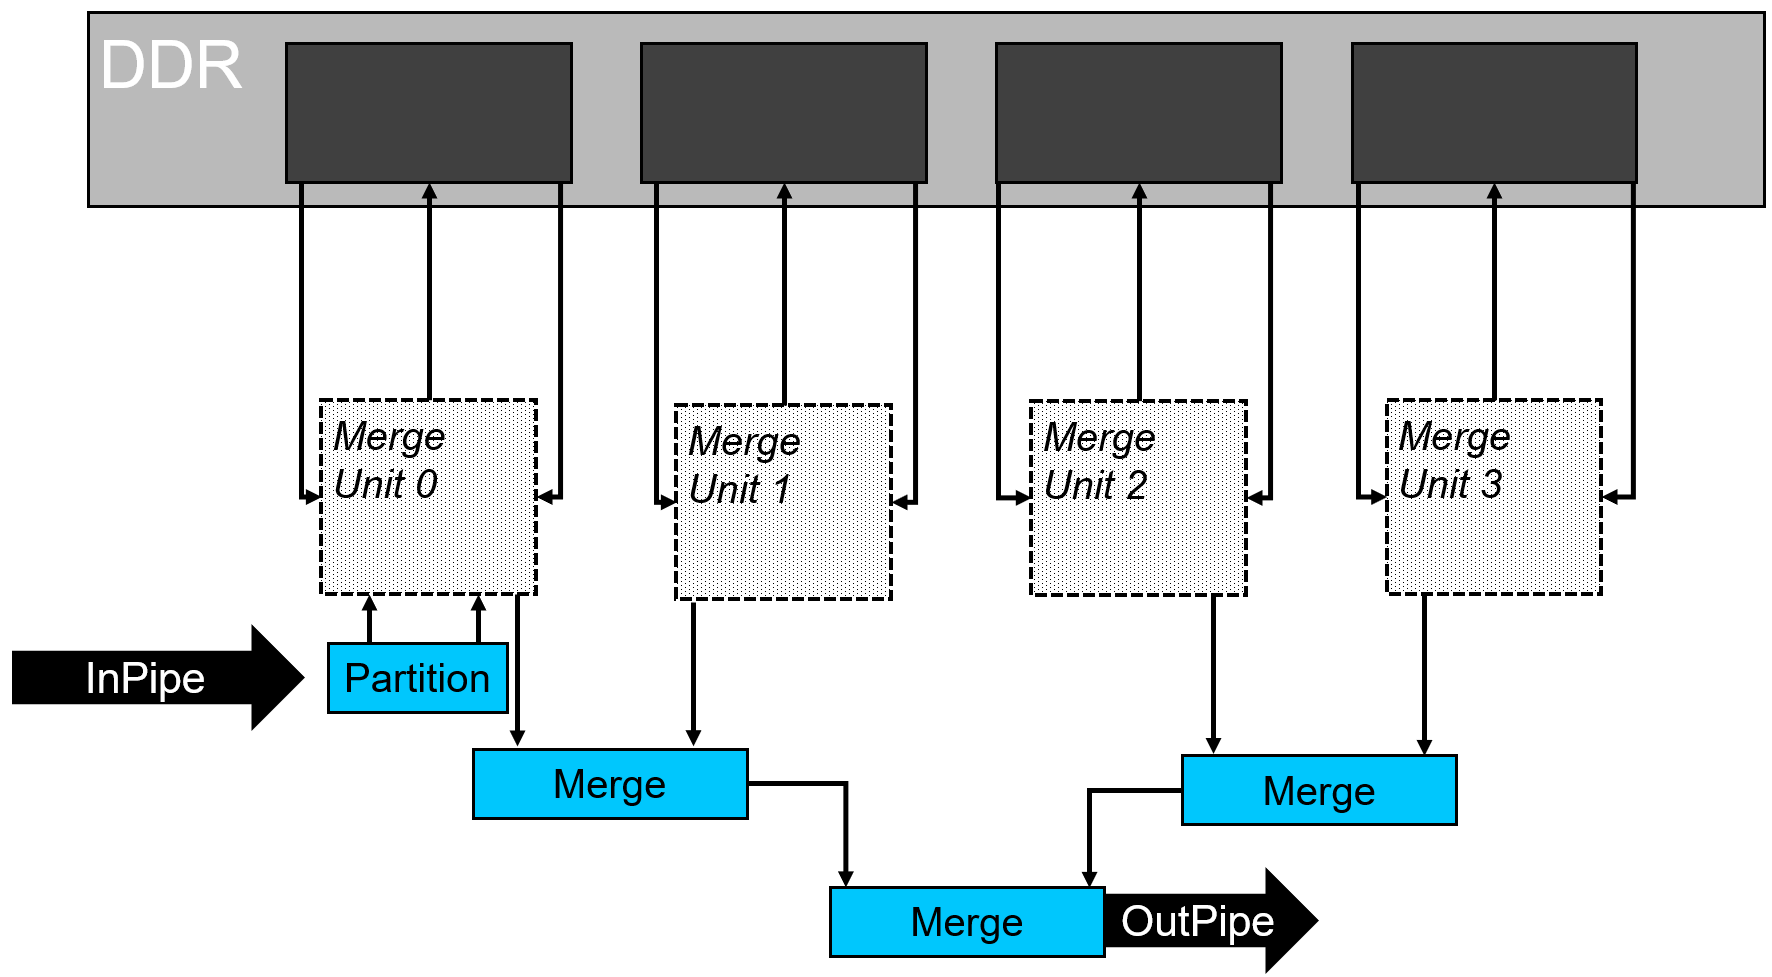 DDR
Merge
Unit 0
Merge
Unit 1
Merge
Unit 2
Merge
Unit 3
InPipe
Partition
Merge
Merge
Merge
OutPipe